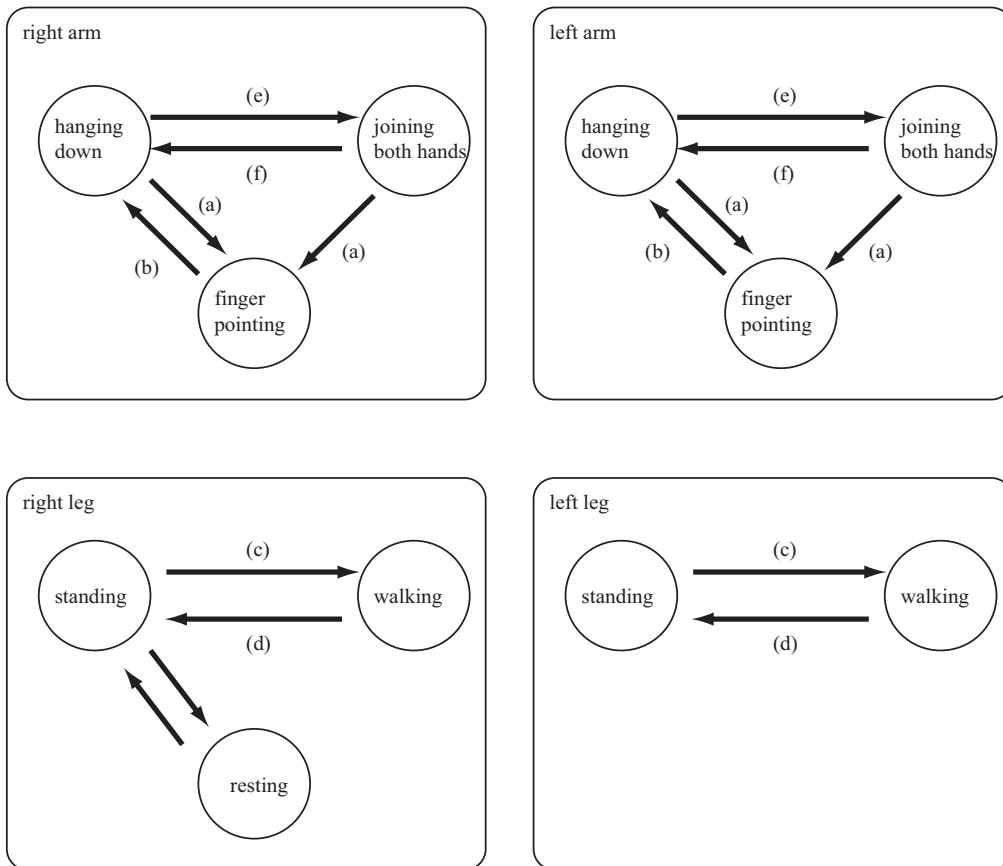 right arm
(e)
hanging
down
joining
both hands
(f)
(a)
(b)
(a)
finger
pointing
left arm
(e)
hanging
down
joining
both hands
(f)
(a)
(b)
(a)
finger
pointing
right leg
(c)
standing
walking
(d)
resting
left leg
(c)
standing
walking
(d)